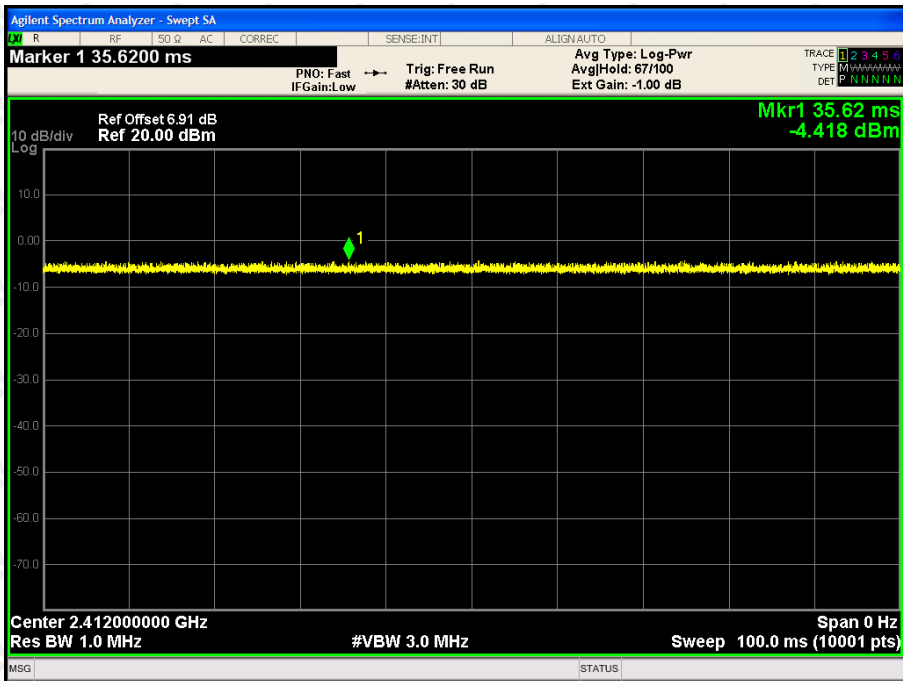 Agilent Spectrum Analyzer - Swept SA
LXI R RF 50 Ω AC CORREC SENSE:INT ALIGNAUTO
Marker 1 35.6200 ms
PNO: Fast Trig: Free Run Avg Type: Log-Pwr TRACE 1 2 3 4 5 6
IFGain:Low #Atten: 30 dB Avg|Hold: 67/100 TYPE M
Ext Gain: -1.00 dB DET P N N N N N
Mkr1 35.62 ms
-4.418 dBm
Ref Offset 6.91 dB
10 dB/div Ref 20.00 dBm
Log
10.0
0.00
1
-10.0
-20.0
-30.0
-40.0
-50.0
-60.0
-70.0
Center 2.412000000 GHz Span 0 Hz
Res BW 1.0 MHz #VBW 3.0 MHz Sweep 100.0 ms (10001 pts)
MSG STATUS